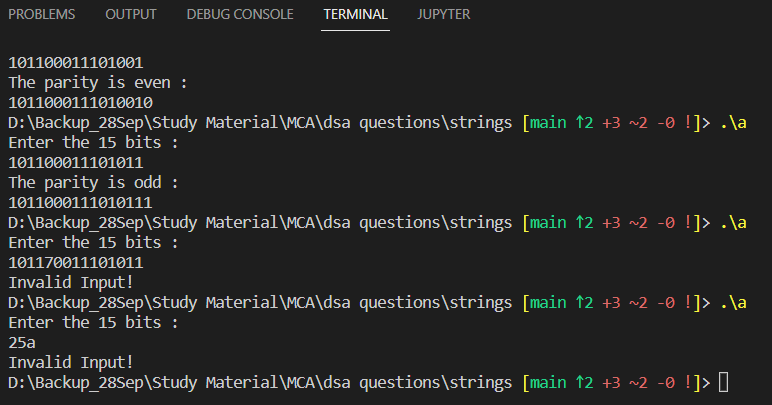 PROBLEMS OUTPUT DEBUG CONSOLE TERMINAL JUPYTER
101100011101001
The parity is even :
1011000111010010
D:\Backup_28Sep\Study Material\MCA\dsa questions\strings [main ↑2 +3 ~2 -0 !]> .\a
Enter the 15 bits :
101100011101011
The parity is odd :
1011000111010111
D:\Backup_28Sep\Study Material\MCA\dsa questions\strings [main ↑2 +3 ~2 -0 !]> .\a
Enter the 15 bits :
101170011101011
Invalid Input!
D:\Backup_28Sep\Study Material\MCA\dsa questions\strings [main ↑2 +3 ~2 -0 !]> .\a
Enter the 15 bits :
25a
Invalid Input!
D:\Backup_28Sep\Study Material\MCA\dsa questions\strings [main ↑2 +3 ~2 -0 !]>